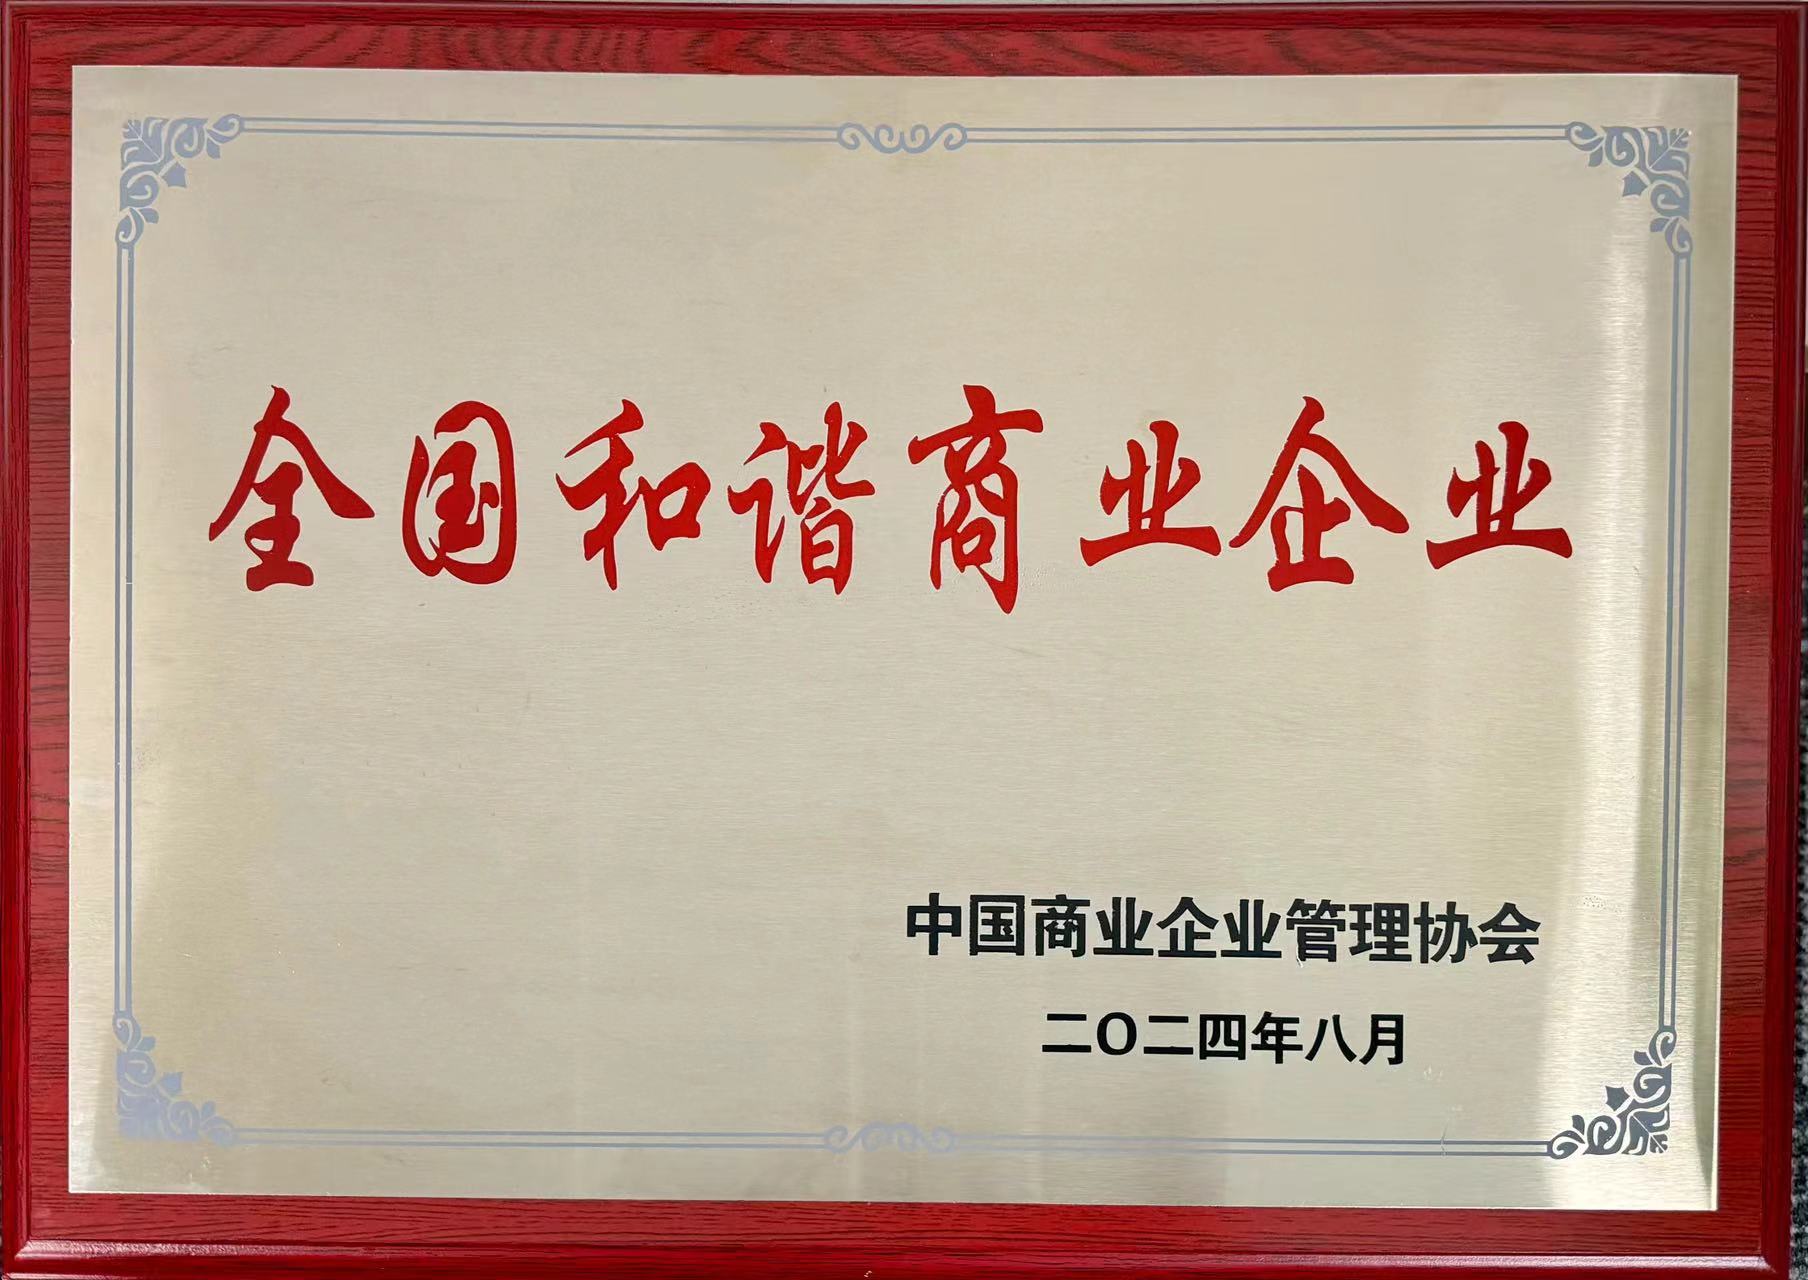 全国和谐商业企业
中国商业企业管理协会
二〇二四年八月